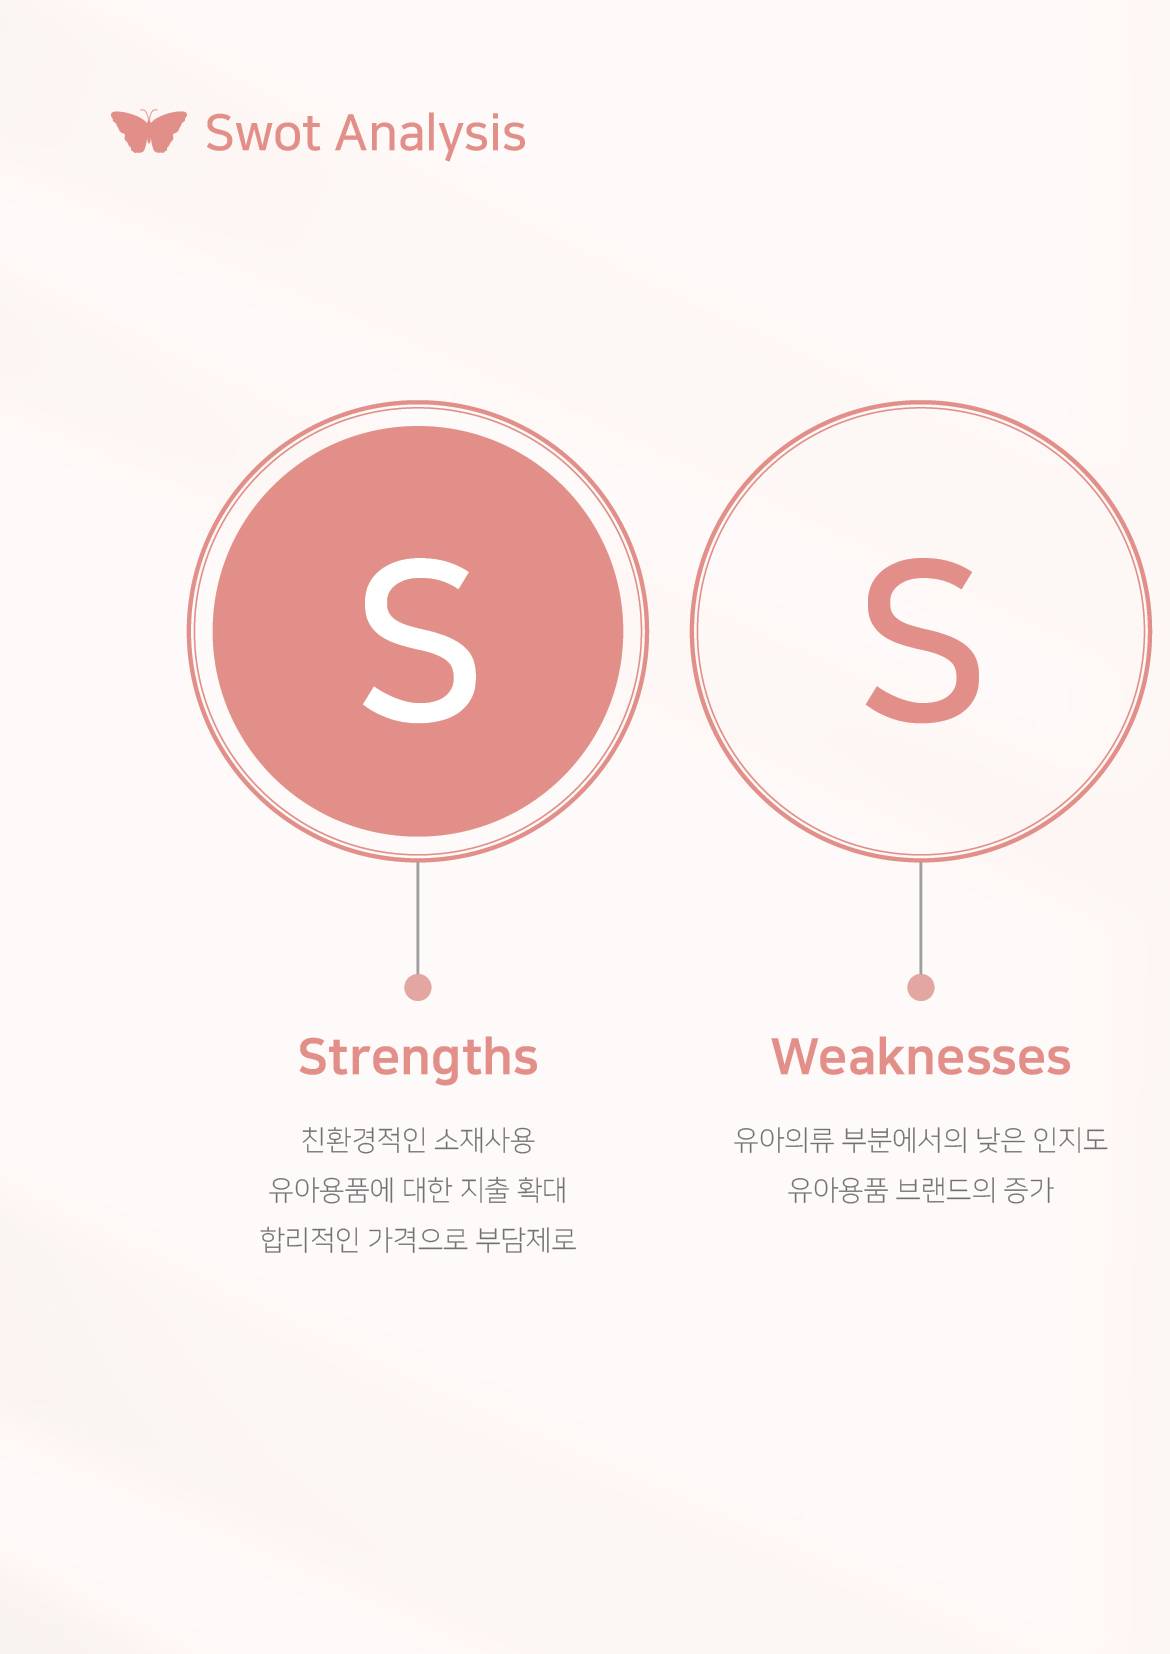 Swot Analysis
S
S
Strengths
친환경적인 소재사용
유아용품에 대한 지출 확대
합리적인 가격으로 부담제로
Weaknesses
유아의류 부분에서의 낮은 인지도
유아용품 브랜드의 증가